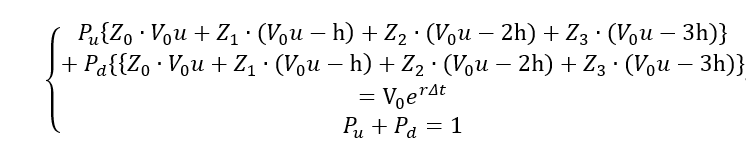 P_u{Z_0 · V_0u + Z_1 · (V_0u − h) + Z_2 · (V_0u − 2h) + Z_3 · (V_0u − 3h)}
+ P_d{{Z_0 · V_0u + Z_1 · (V_0u − h) + Z_2 · (V_0u − 2h) + Z_3 · (V_0u − 3h)}
= V_0e^{rΔt}
P_u + P_d = 1